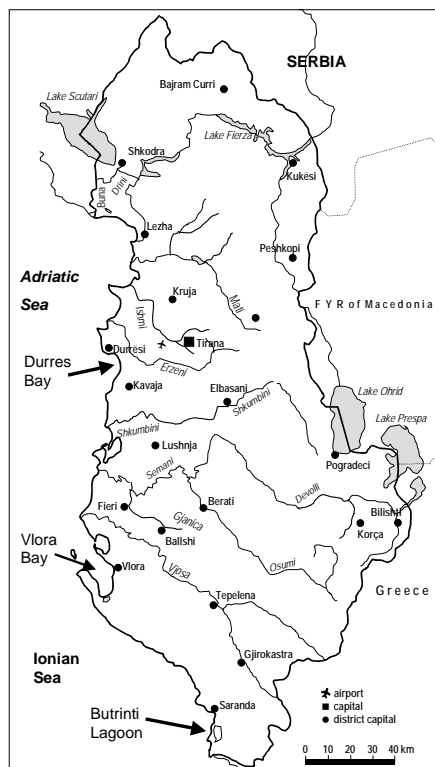 SERBIA
Bajram Curri
Lake Scutari
Lake Fierza
Shkodra
Kukësi
Drini
Buna
Lezha
Peshkopi
Adriatic
Sea
Kruja
Ishmi
Mati
FYR of Macedonia
Tirana
Durrësi
Durres
Bay
Erzeni
Kavaja
Elbasani
Shkumbini
Lake Ohrid
Lake Prespa
Shkumbini
Lushnja
Semani
Pogradeci
Devolli
Fieri
Berati
Gjanica
Bilishti
Korça
Ballshi
Vlora
Bay
Vlora
Vjosa
Osumi
Tepelena
Greece
Ionian
Sea
Gjirokastra
airport
capital
district capital
Saranda
Butrinti
Lagoon
0 10 20 40 km